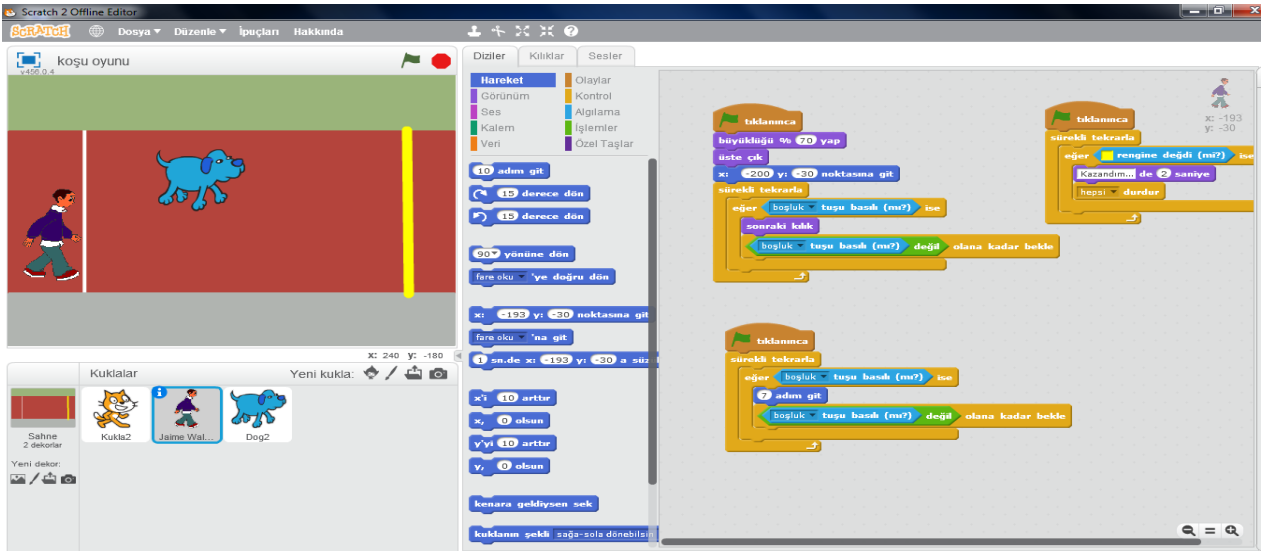 Scratch 2 Offline Editor
SCRATCH Dosya Düzenle İpuçları Hakkında
koşu oyunu
v456.0.4
X: 240 y: -180
Kuklalar
Yeni kukla:
Sahne
2 dekorlar
Yeni dekor:
Kukla2
Jaime Wal...
Dog2
Diziler Kılıklar Sesler
Hareket Olaylar
Görünüm Kontrol
Ses Algılama
Kalem İşlemler
Veri Özel Taşlar
10 adım git
15 derece dön
15 derece dön
90 yönüne dön
fare oku 'ye doğru dön
x: -193 y: -30 noktasına git
fare oku 'na git
1 sn.de x: -193 y: -30 a süz
x'i 10 arttır
x, 0 olsun
y'yi 10 arttır
y, 0 olsun
kenara geldiysen sek
kuklanın şekli sağa-sola dönebilsin
tıklanınca
büyüklüğü % 70 yap
üste çık
x: -200 y: -30 noktasına git
sürekli tekrarla
eğer boşluk tuşu basılı (mı?) ise
sonraki kılık
boşluk tuşu basılı (mı?) değil olana kadar bekle
tıklanınca
sürekli tekrarla
eğer boşluk tuşu basılı (mı?) ise
7 adım git
boşluk tuşu basılı (mı?) değil olana kadar bekle
tıklanınca
sürekli tekrarla
eğer rengine değdi (mi?) ise
Kazandım... de 2 saniye
hepsi durdur
x: -193
y: -30